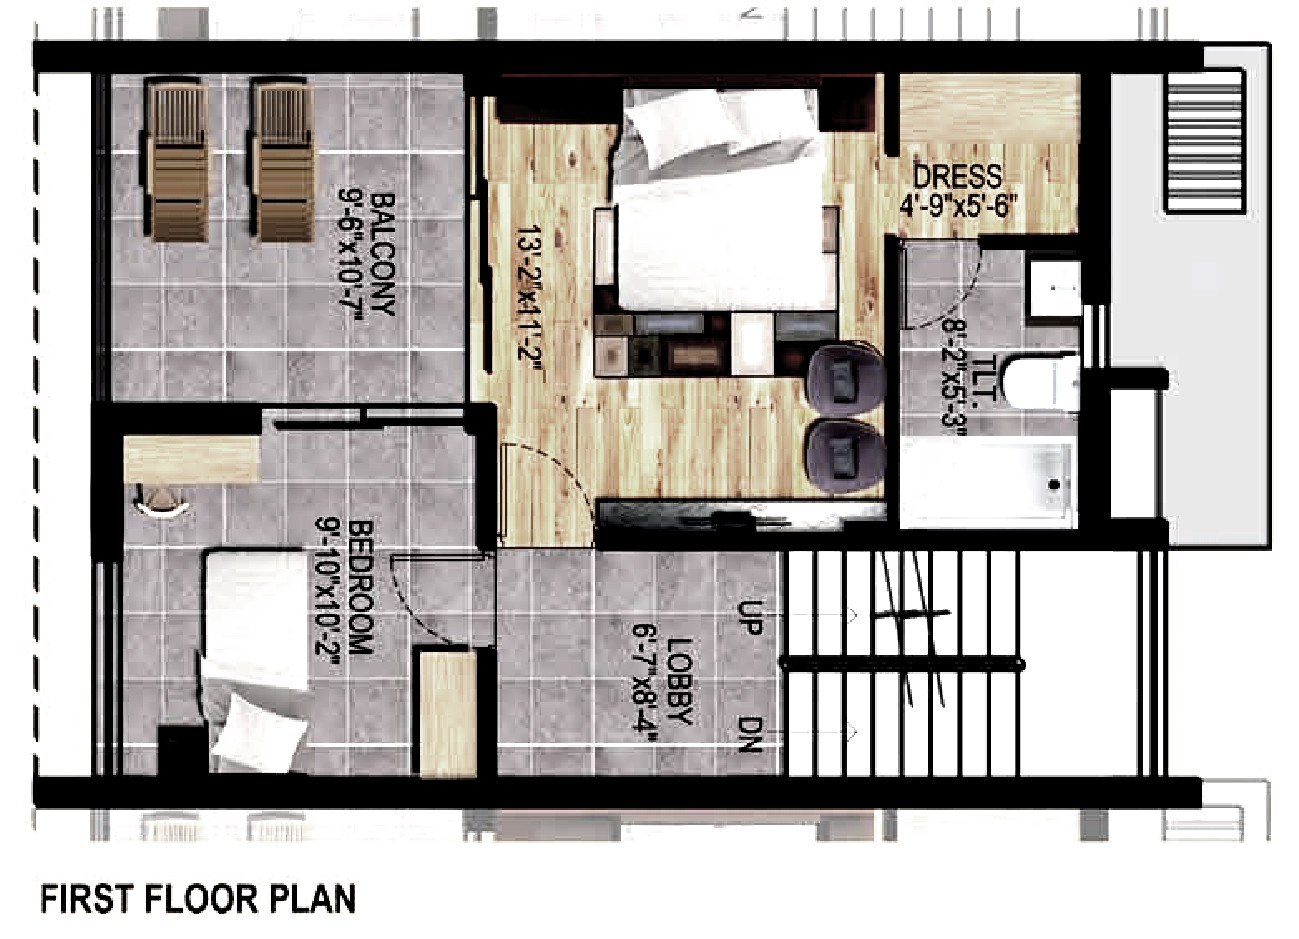 BALCONY
9'-6"x10'-7"
13'-2"x11'-2"
DRESS
4'-9"x5'-6"
TLT.
8'-2"x5'-3"
BEDROOM
9'-10"x10'-2"
LOBBY
6'-7"x8'-4"
UP
DN
FIRST FLOOR PLAN